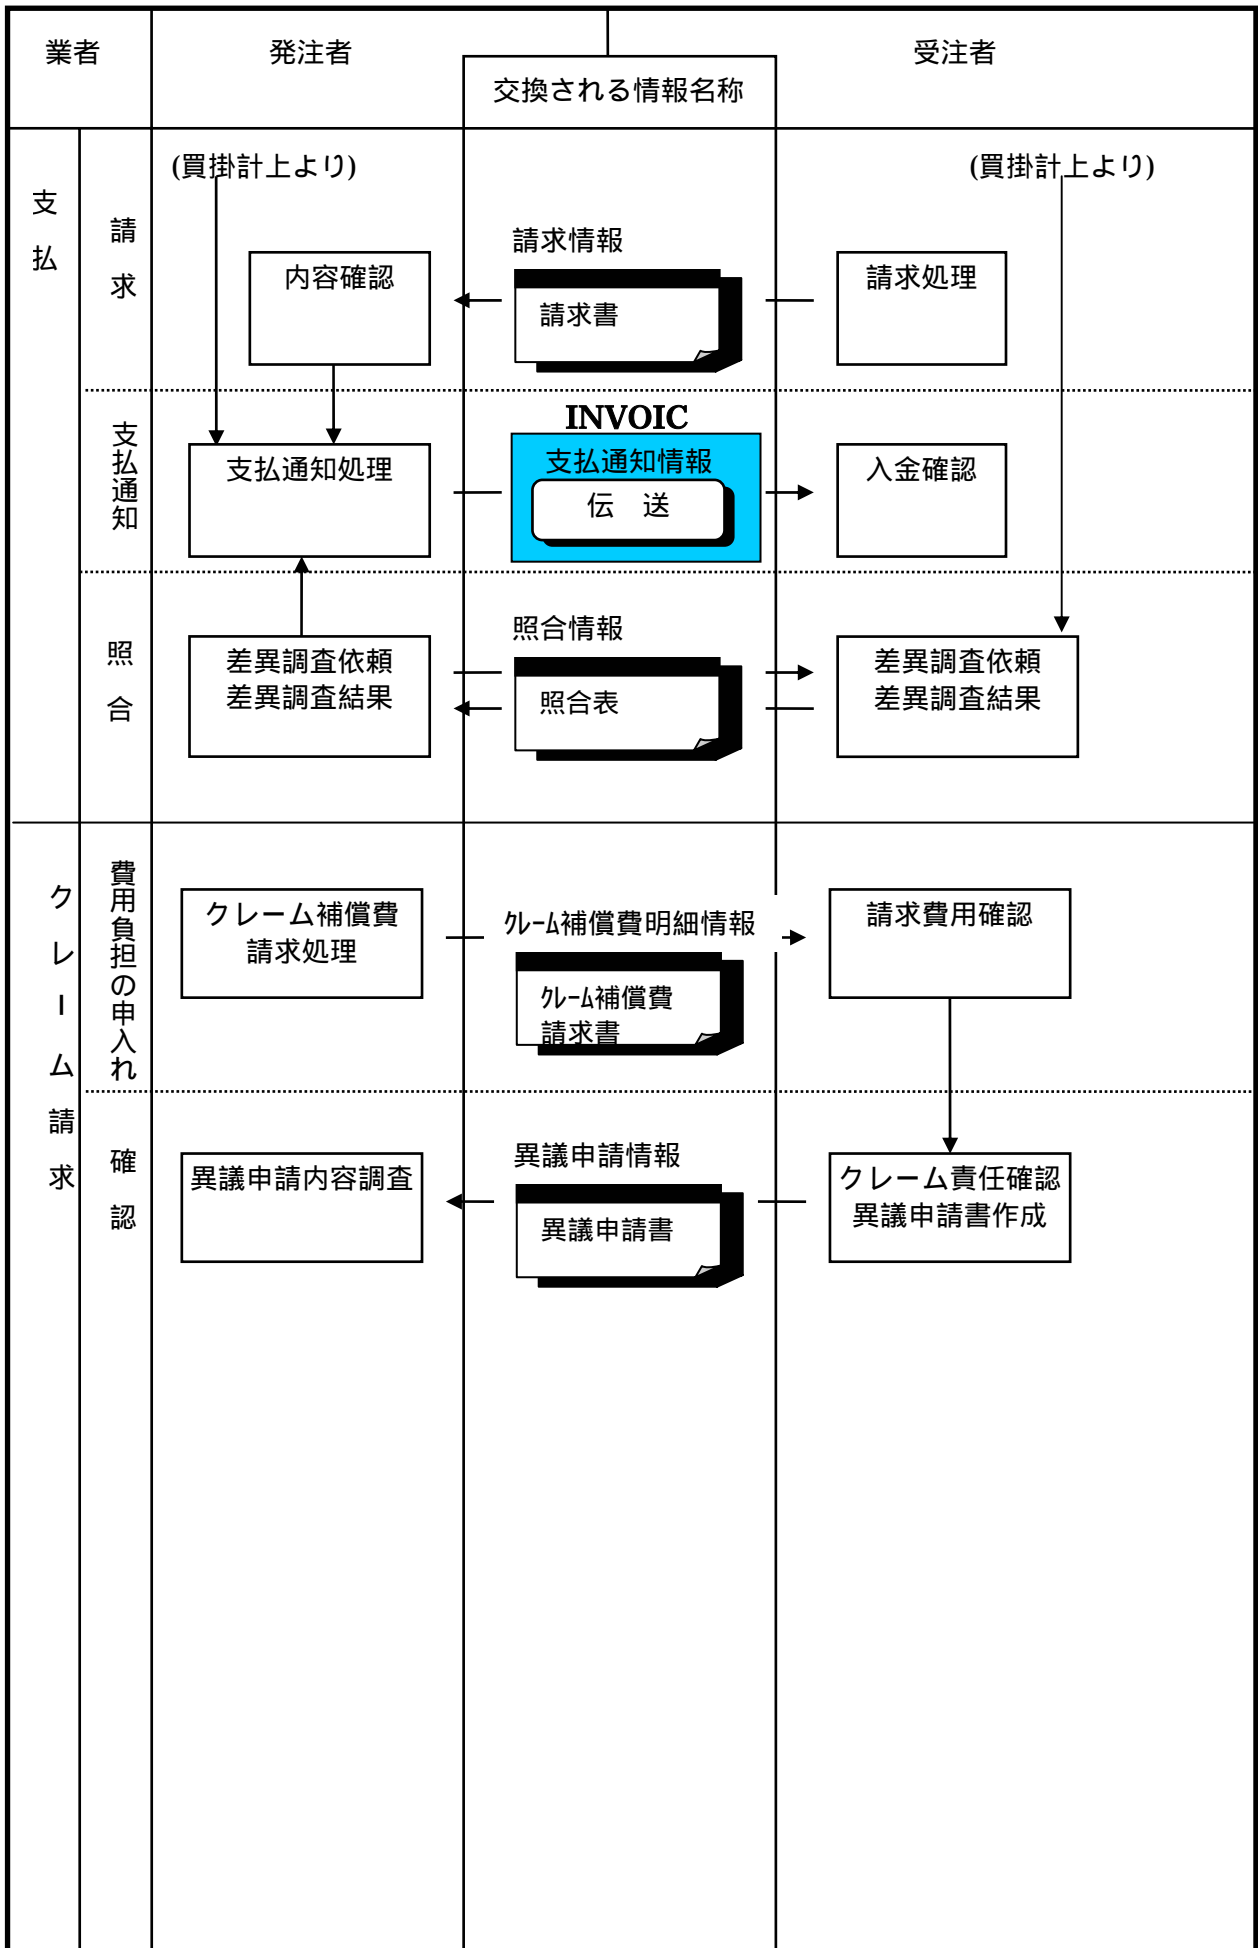 業者
発注者
受注者
交換される情報名称
(買掛計上より)
(買掛計上より)
支払
請求
請求情報
内容確認
請求書
請求処理
支払通知
INVOIC
支払通知処理
支払通知情報
伝　送
入金確認
照合
照合情報
差異調査依頼
差異調査結果
照合表
差異調査依頼
差異調査結果
クレーム請求
費用負担の申入れ
クレーム補償費
請求処理
ｸﾚｰﾑ補償費明細情報
ｸﾚｰﾑ補償費
請求書
請求費用確認
確認
異議申請情報
異議申請内容調査
異議申請書
クレーム責任確認
異議申請書作成